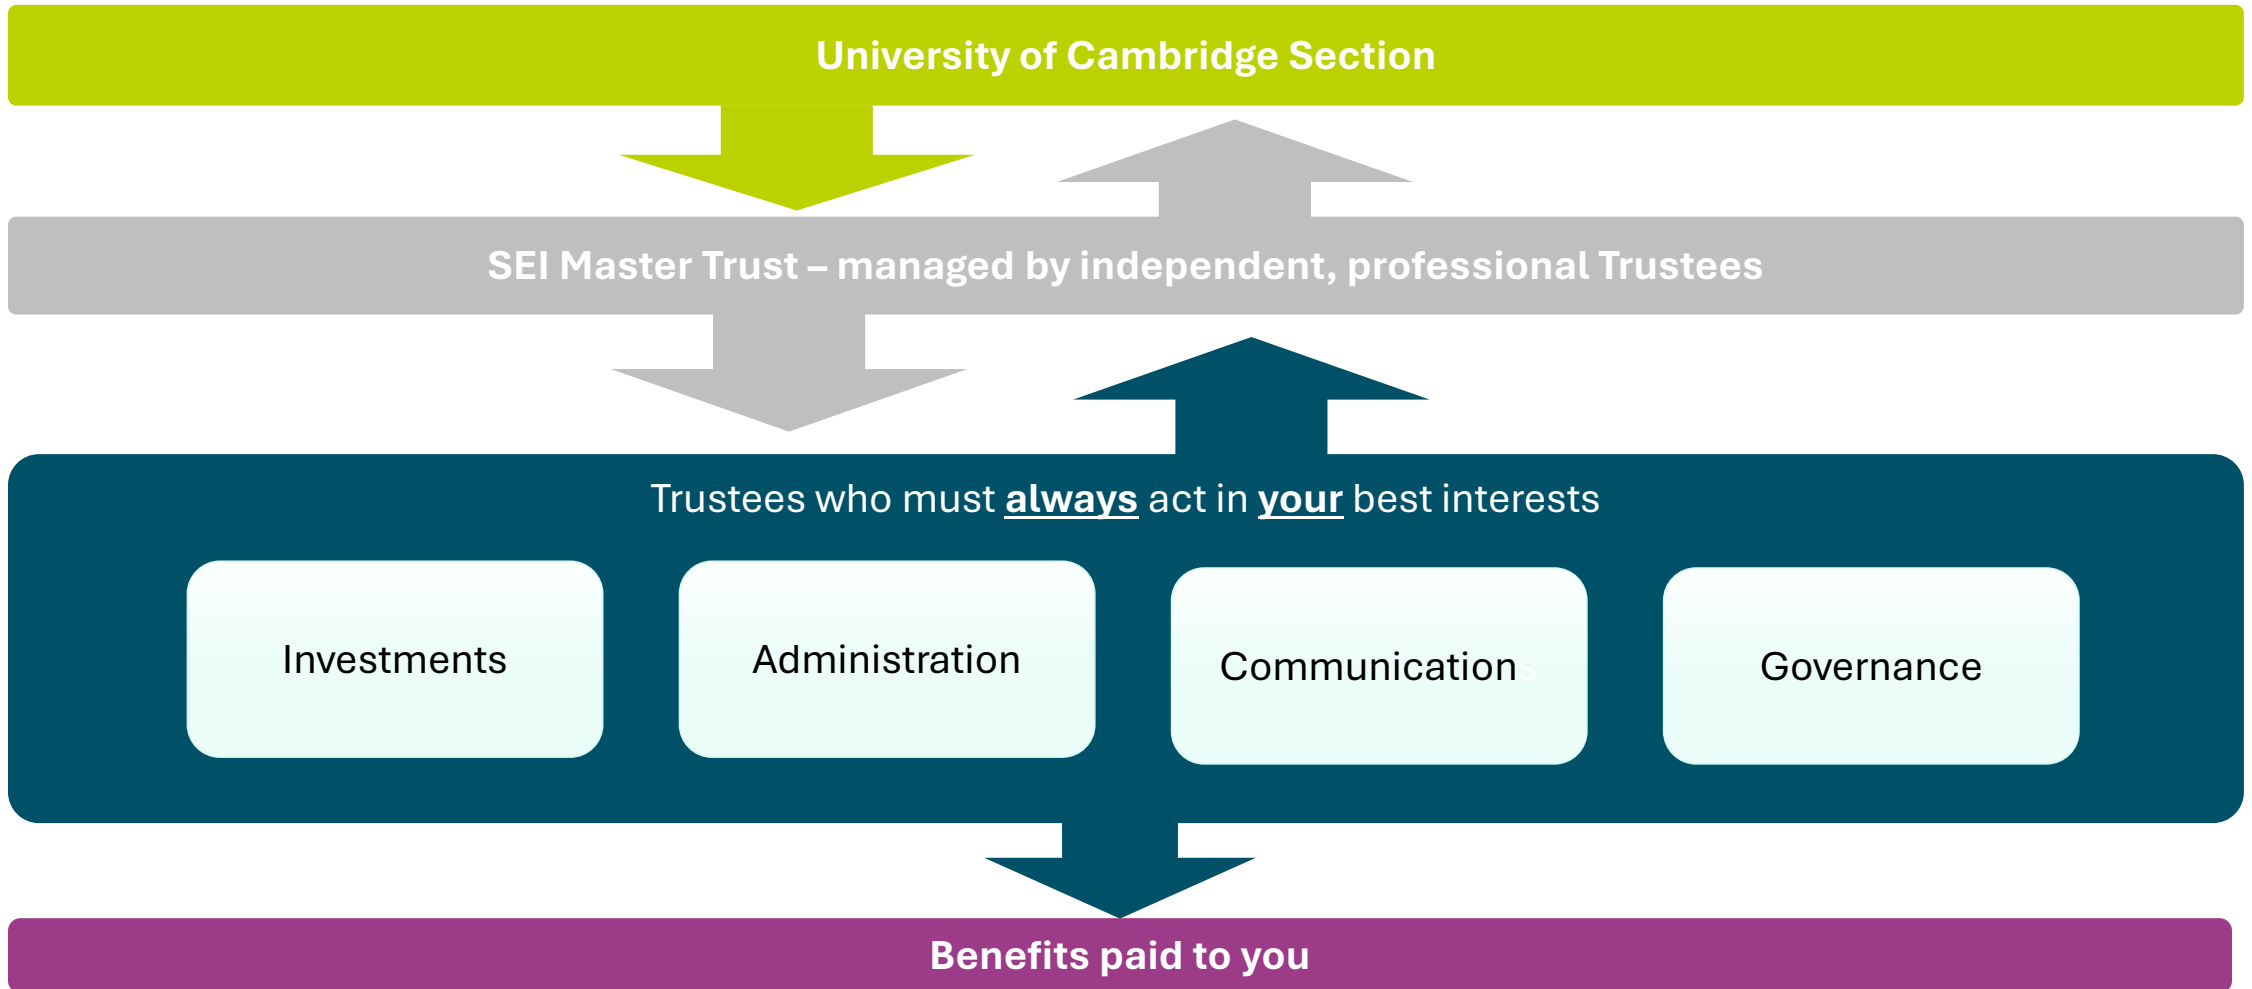 University of Cambridge Section
SEI Master Trust – managed by independent, professional Trustees
Trustees who must always act in your best interests
Investments
Administration
Communications
Governance
Benefits paid to you